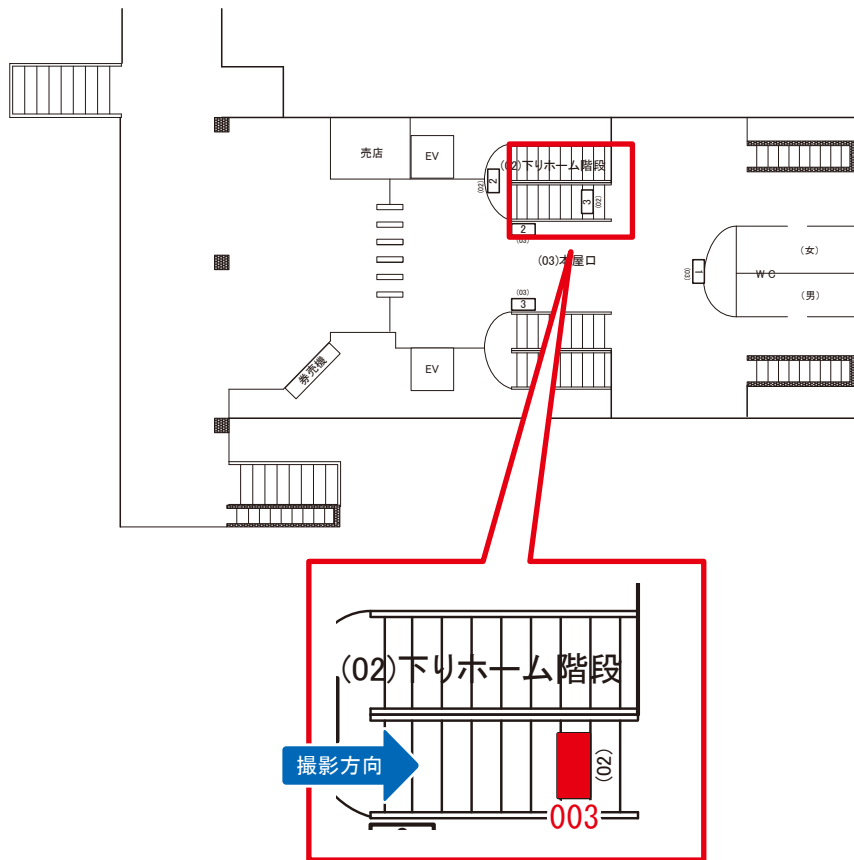 売店
EV
(02)下りホーム階段
2
(02)
3
(02)
2
(03)
(03)本屋口
(03)
3
1
(03)
WC
(女)
(男)
EV
券売機
(02)下りホーム階段
撮影方向
(02)
003